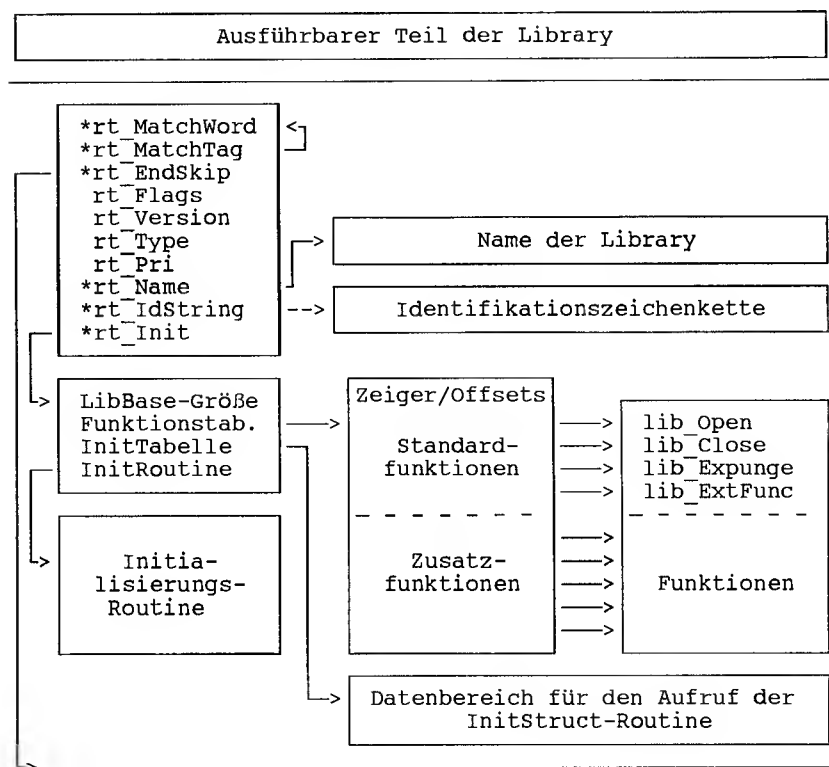 Ausführbarer Teil der Library
*rt_MatchWord
*rt_MatchTag
*rt_EndSkip
rt_Flags
rt_Version
rt_Type
rt_Pri
*rt_Name
*rt_IdString
*rt_Init
Name der Library
Identifikationszeichenkette
LibBase-Größe
Funktionstab.
InitTabelle
InitRoutine
Zeiger/Offsets
Standard-
funktionen
Zusatz-
funktionen
lib_Open
lib_Close
lib_Expunge
lib_ExtFunc
Funktionen
Initia-
lisierungs-
Routine
Datenbereich für den Aufruf der
InitStruct-Routine